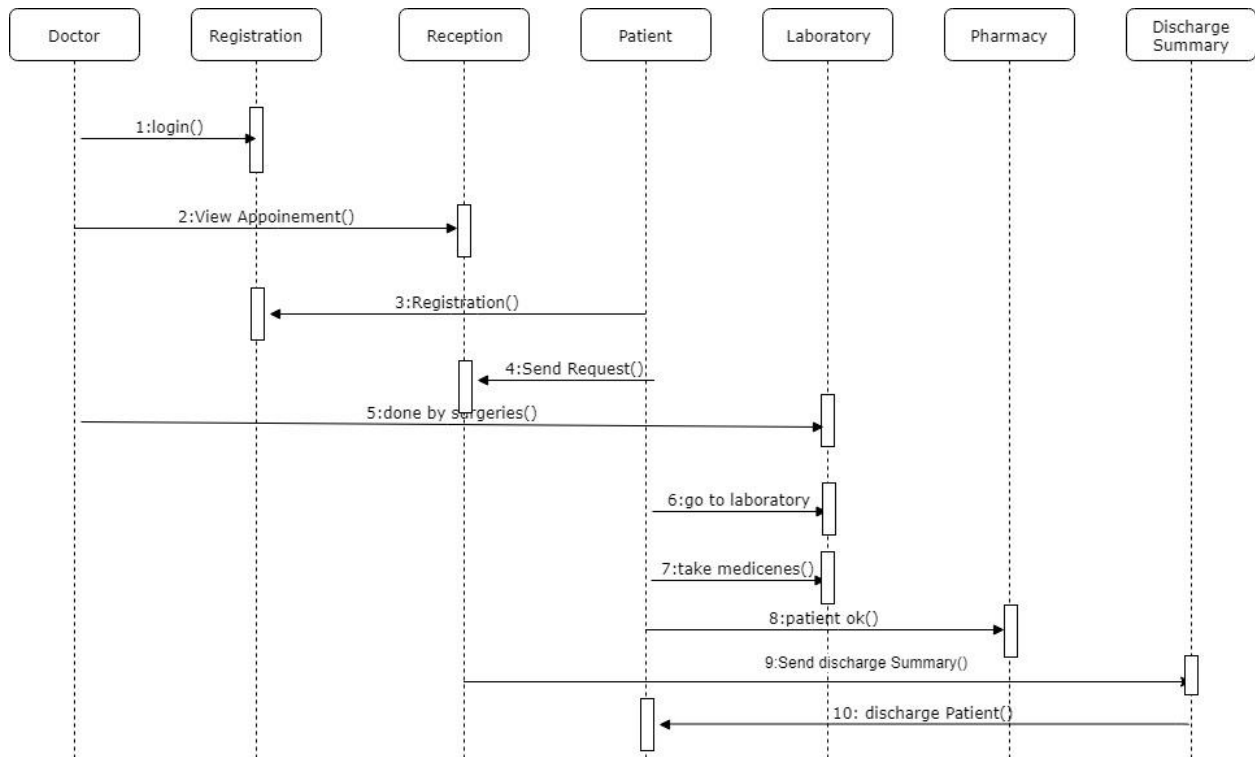 Doctor
Registration
Reception
Patient
Laboratory
Pharmacy
Discharge
Summary
1:login()
2:View Appoinement()
3:Registration()
4:Send Request()
5:done by surgeries()
6:go to laboratory
7:take medicenes()
8:patient ok()
9:Send discharge Summary()
10: discharge Patient()